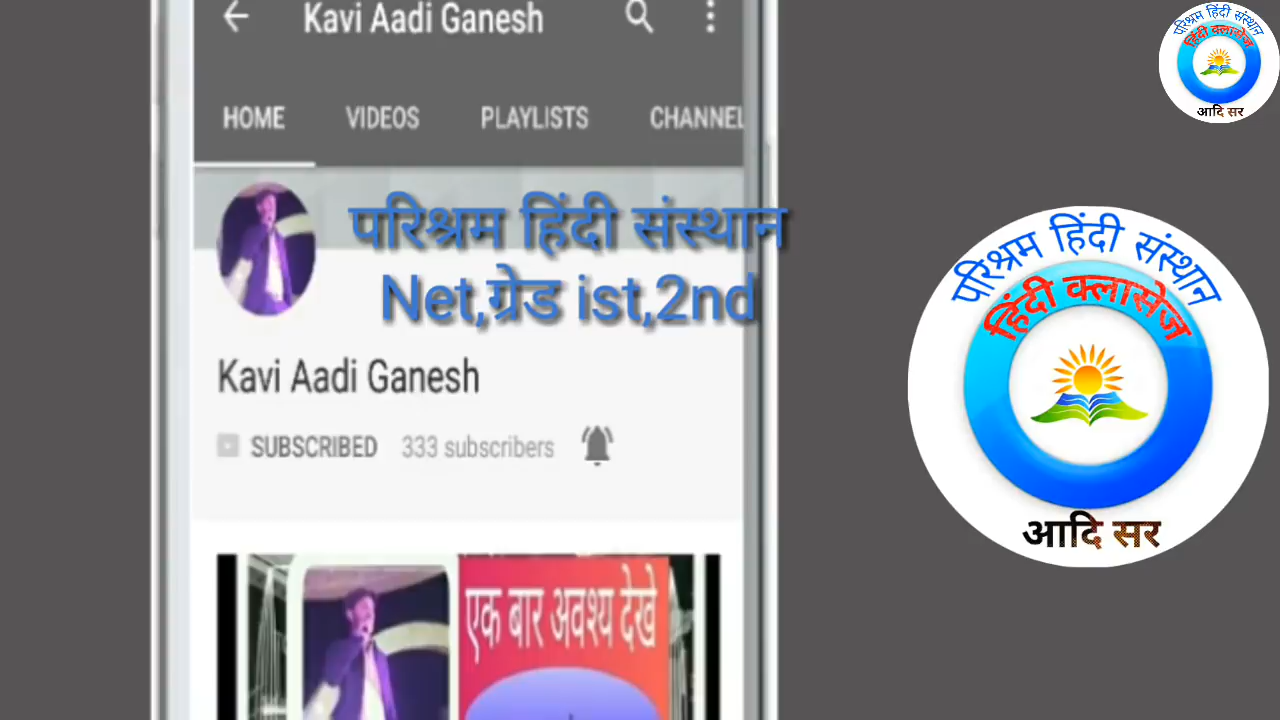 Kavi Aadi Ganesh
HOME VIDEOS PLAYLISTS CHANNEL
परिश्रम हिंदी संस्थान
Net,ग्रेड ist,2nd
Kavi Aadi Ganesh
SUBSCRIBED 333 subscribers
एक बार अवश्य देखे
परिश्रम हिंदी संस्थान
हिंदी क्लासेज
आदि सर
परिश्रम हिंदी संस्थान
हिंदी क्लासेज
आदि सर